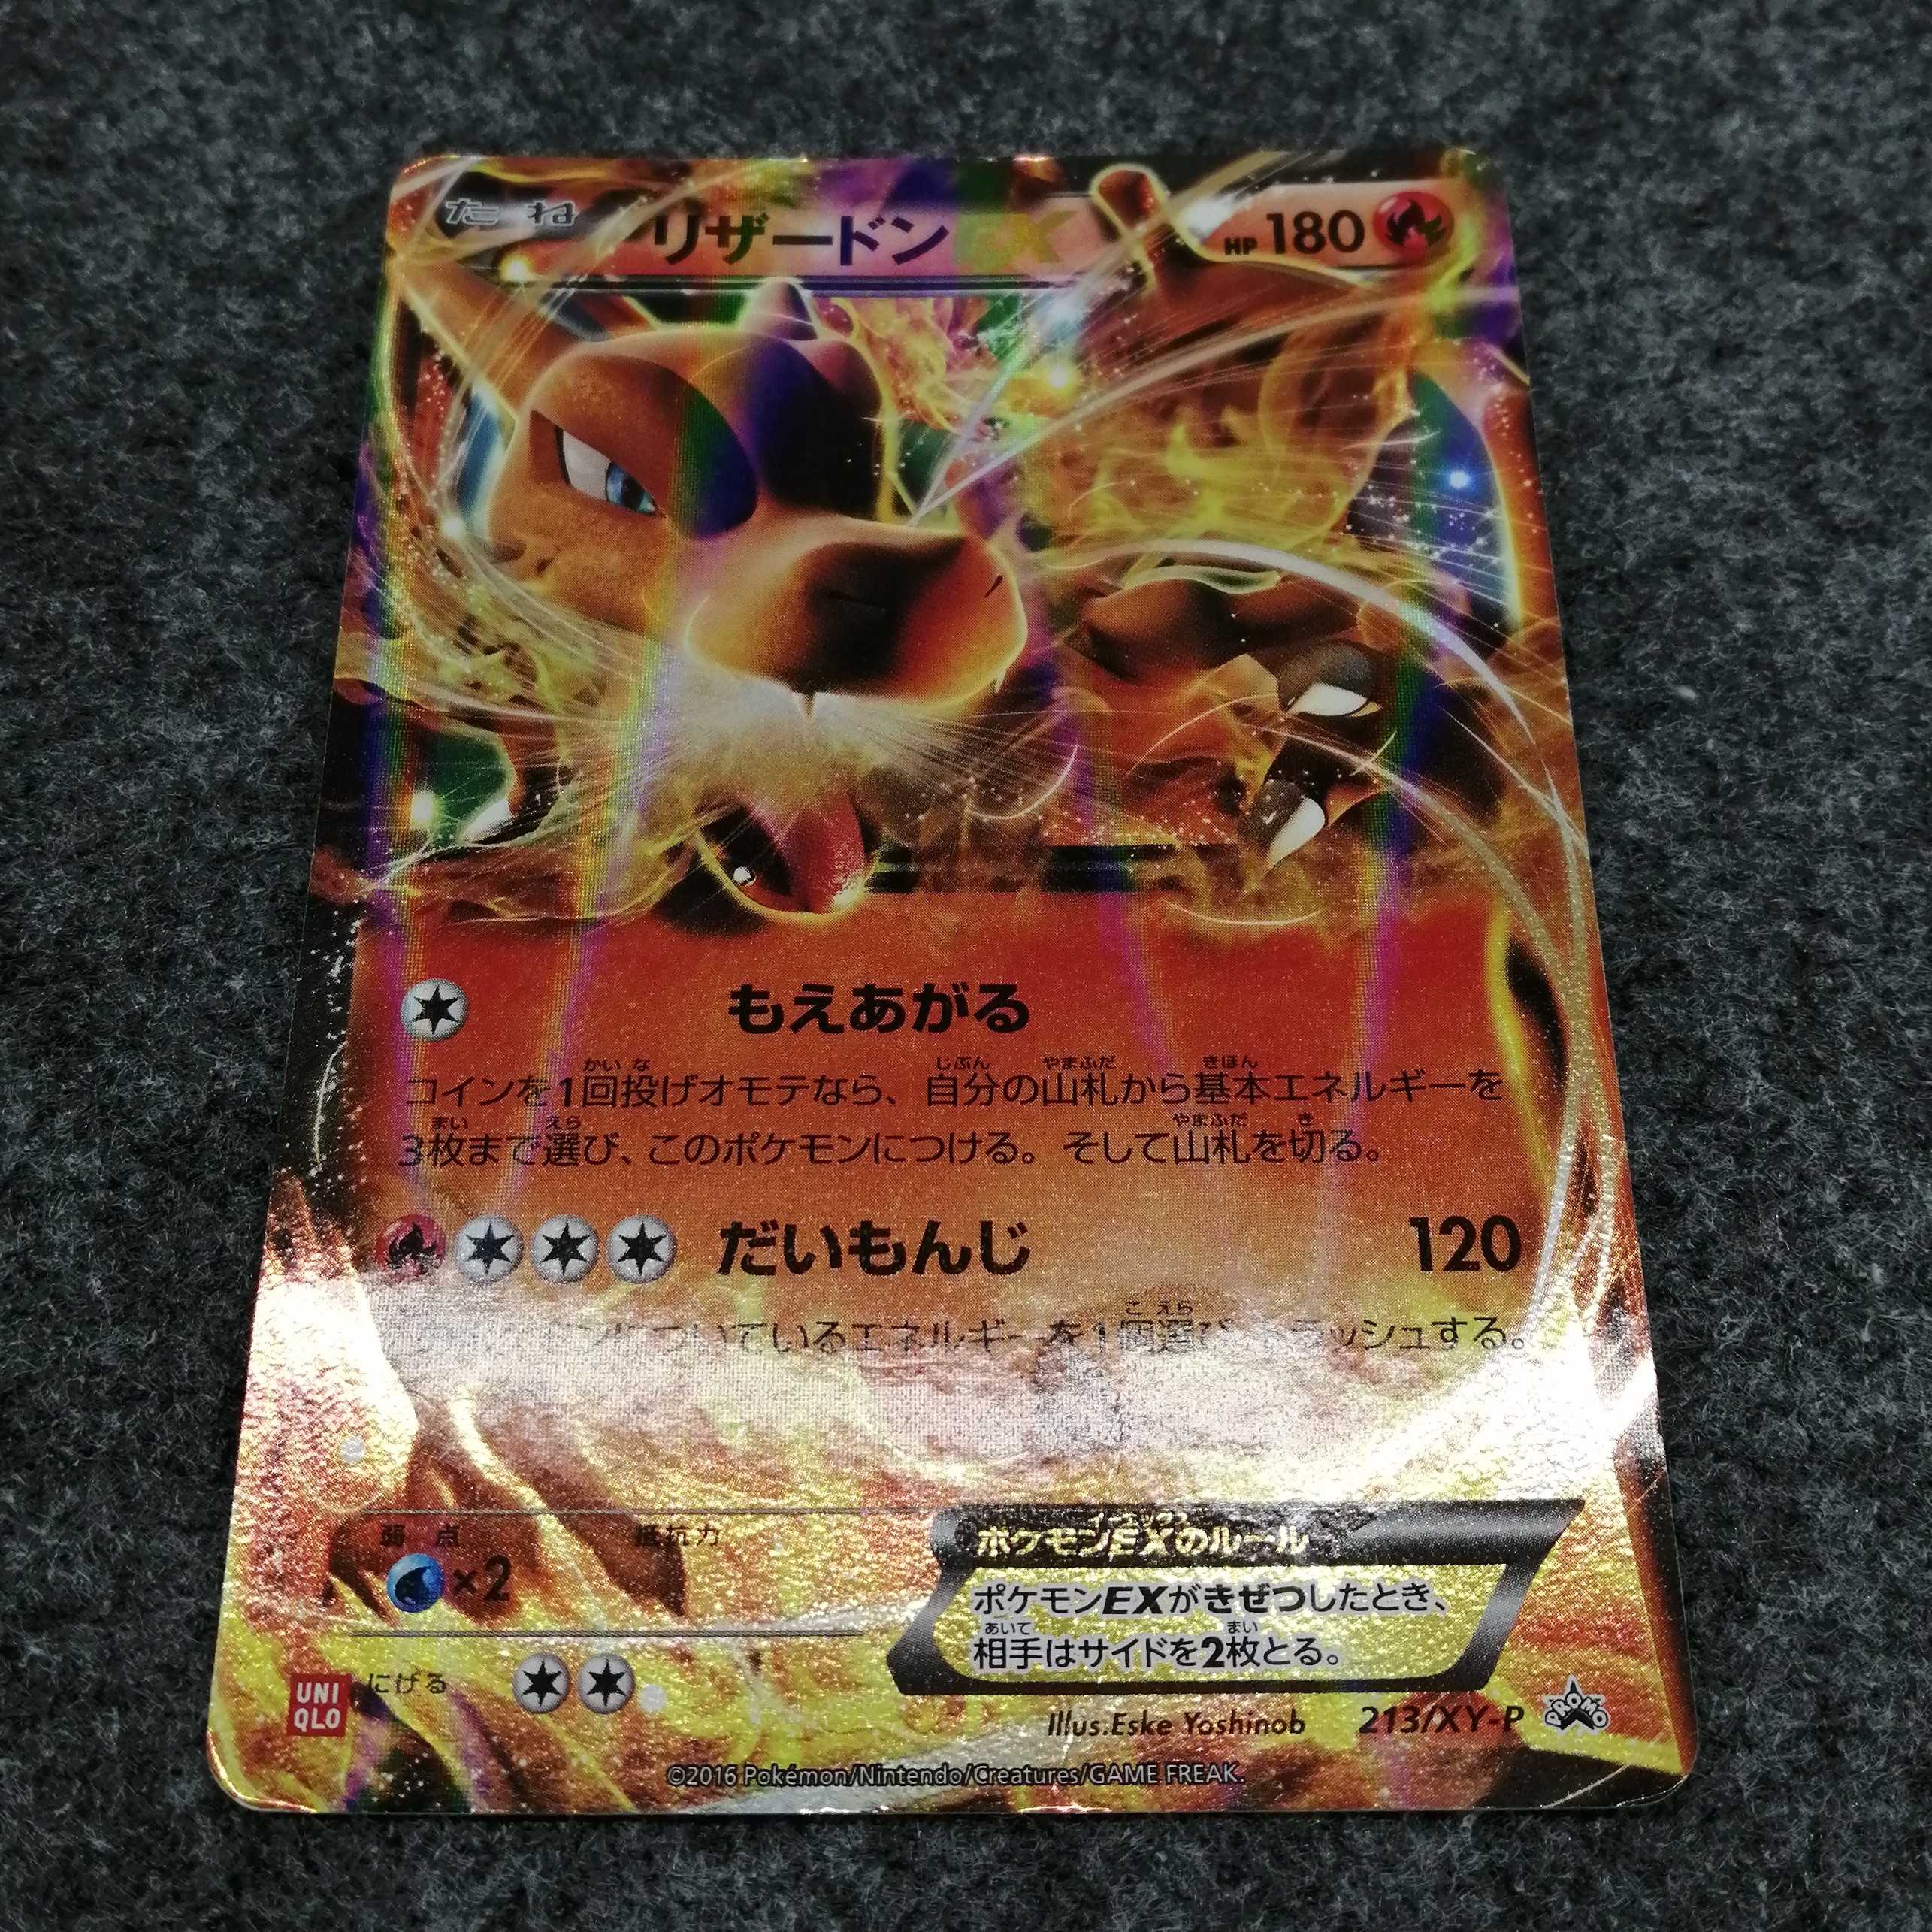 たね リザードンEX HP 180
もえあがる
コインを1回投げオモテなら、自分の山札から基本エネルギーを
3枚まで選び、このポケモンにつける。そして山札を切る。
だいもんじ 120
ついているエネルギーを1個選び、トラッシュする。
弱点 抵抗力
×2
ポケモンEXのルール
ポケモンEXがきぜつしたとき、
相手はサイドを2枚とる。
UNI
QLO
にげる
Illus.Eske Yoshinob 213/XY-P PROMO
©2016 Pokémon/Nintendo/Creatures/GAME FREAK.